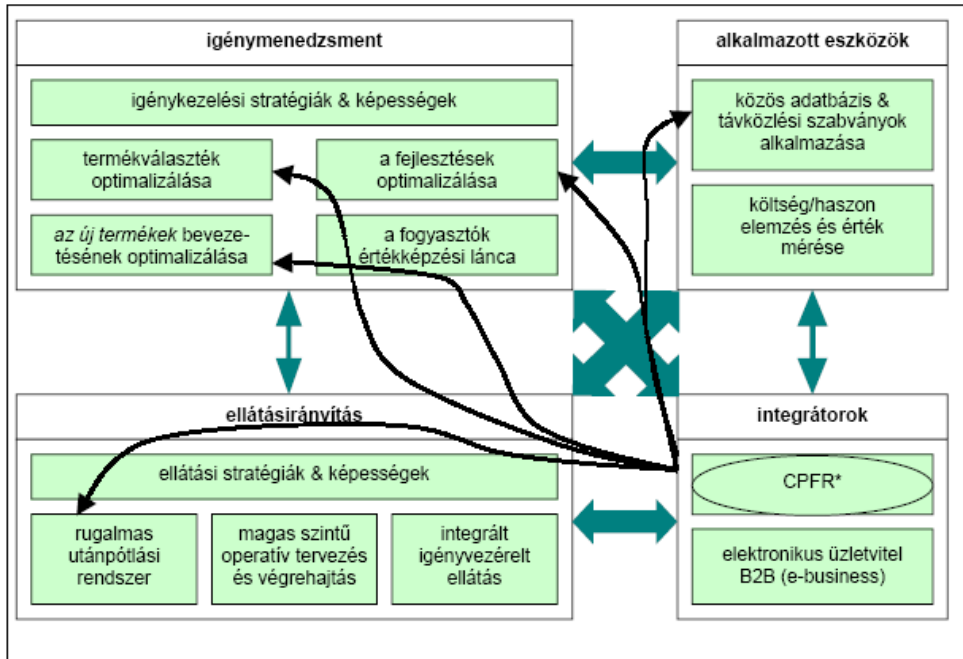 igénymenedzsment
igénykezelési stratégiák & képességek
termékválaszték
optimalizálása
a fejlesztések
optimalizálása
az új termékek beveze-
tésének optimalizálása
a fogyasztók
értékképzési lánca
alkalmazott eszközök
közös adatbázis &
távközlési szabványok
alkalmazása
költség/haszon
elemzés és érték
mérése
ellátásirányítás
ellátási stratégiák & képességek
rugalmas
utánpótlási
rendszer
magas szintű
operatív tervezés
és végrehajtás
integrált
igényvezérelt
ellátás
integrátorok
CPFR*
elektronikus üzletvitel
B2B (e-business)